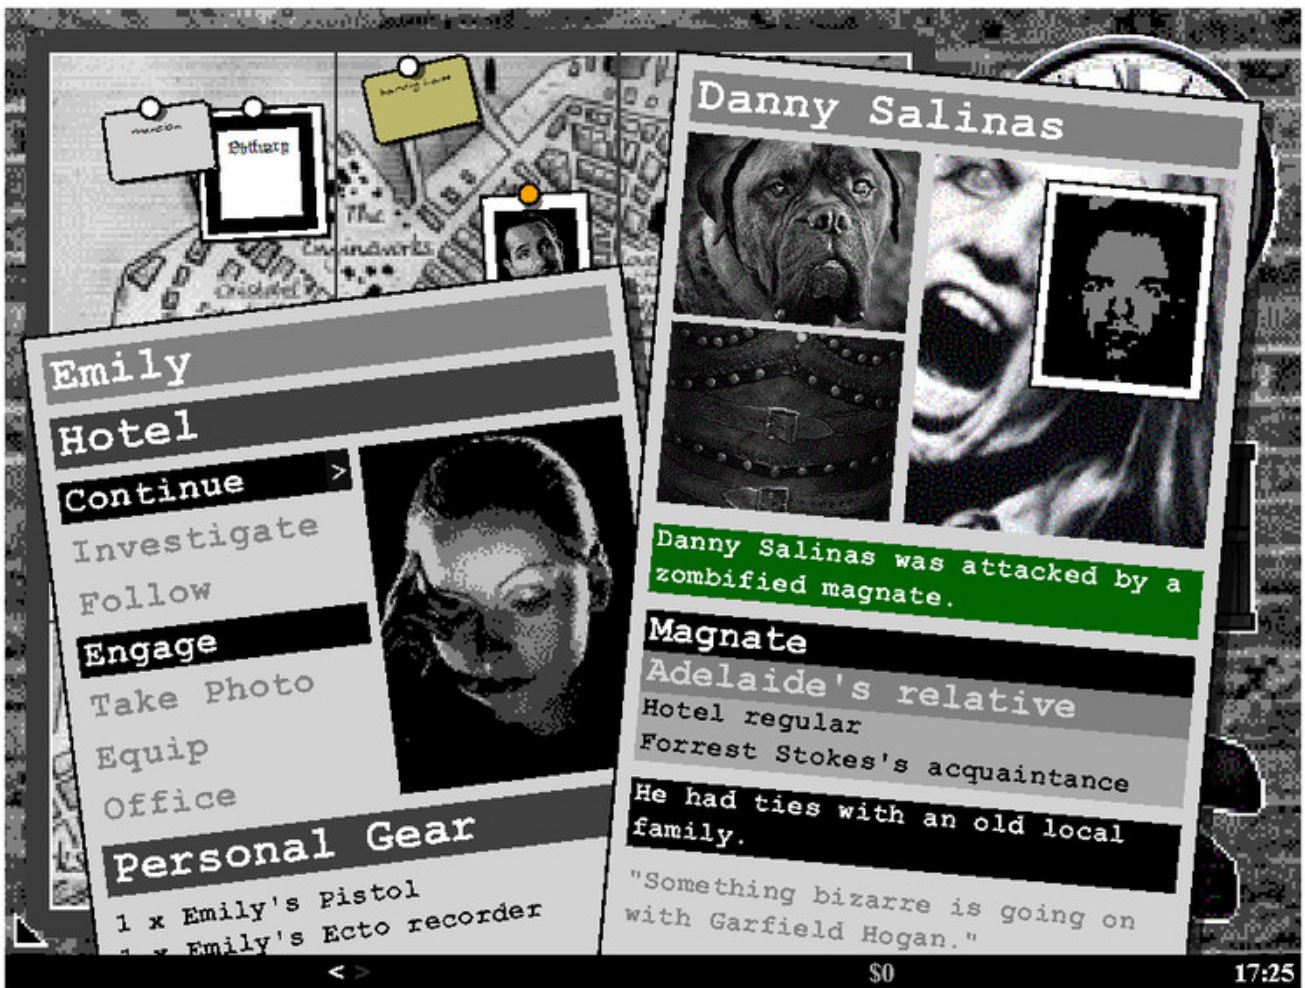 Obituary
The
Danny Salinas
Emily
Hotel
Continue >
Investigate
Follow
Engage
Take Photo
Equip
Office
Personal Gear
1 x Emily's Pistol
1 x Emily's Ecto recorder
Danny Salinas was attacked by a
zombified magnate.
Magnate
Adelaide's relative
Hotel regular
Forrest Stokes's acquaintance
He had ties with an old local
family.
"Something bizarre is going on
with Garfield Hogan."
< >
$0
17:25